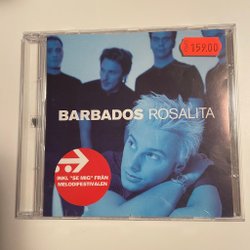 159:00
BARBADOS ROSALITA
INKL "SE MIG" FRÅN
MELODIFESTIVALEN